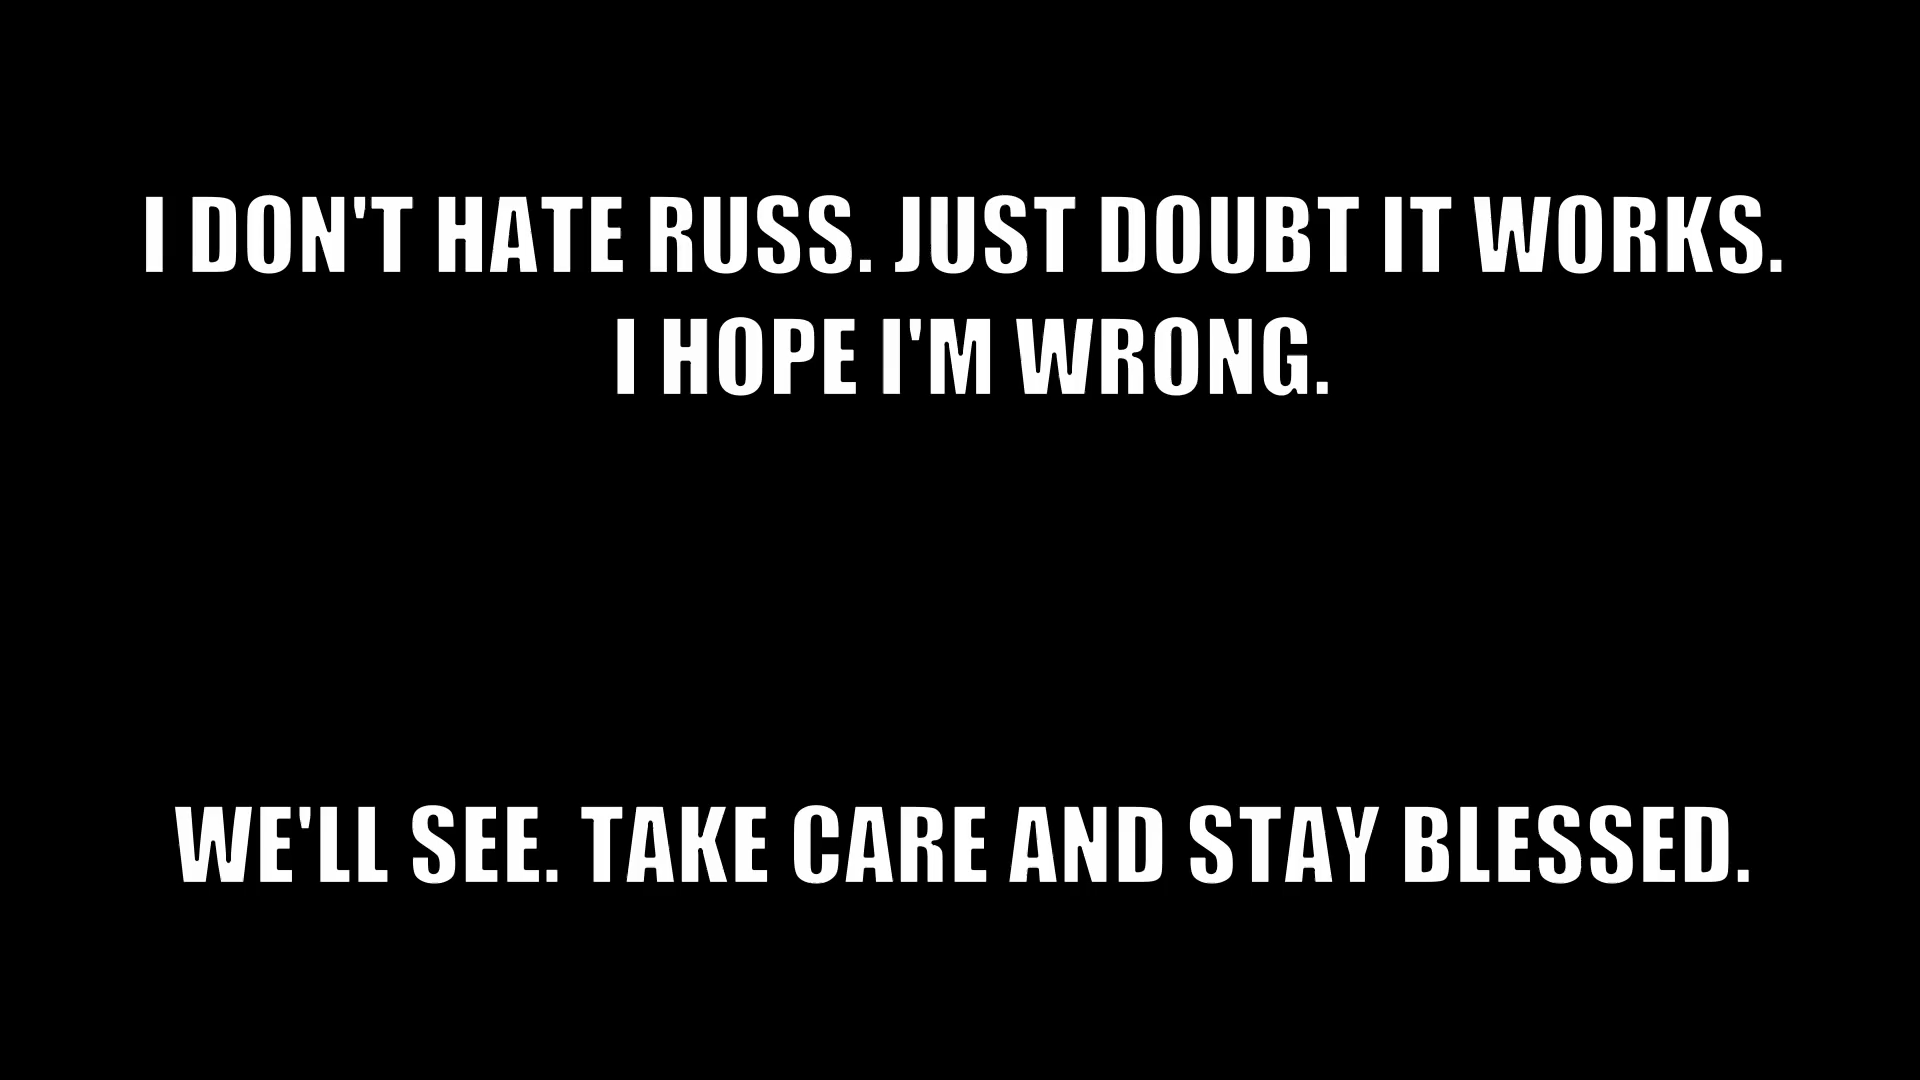 I DON'T HATE RUSS. JUST DOUBT IT WORKS.
I HOPE I'M WRONG.
WE'LL SEE. TAKE CARE AND STAY BLESSED.